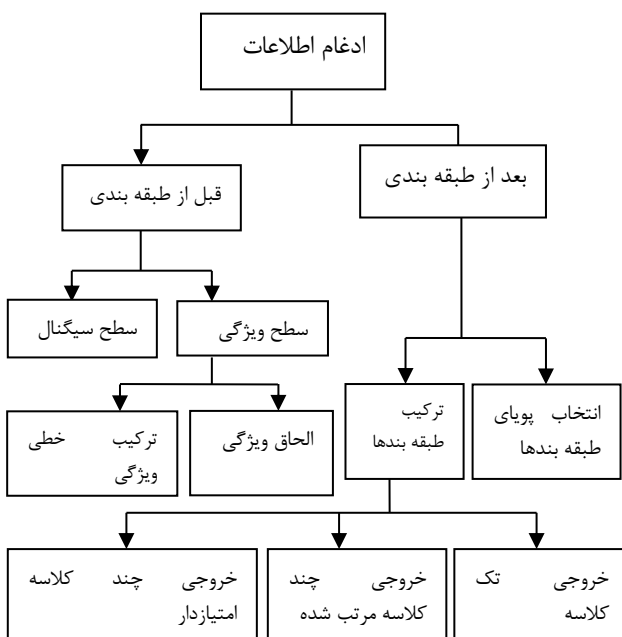 ادغام اطلاعات
بعد از طبقه بندی
قبل از طبقه بندی
سطح ویژگی
سطح سیگنال
انتخاب پویای
طبقه بندها
ترکیب
طبقه بندها
الحاق ویژگی
ترکیب خطی
ویژگی
خروجی تک
کلاسه
خروجی چند
کلاسه مرتب شده
خروجی چند کلاسه
امتیازدار